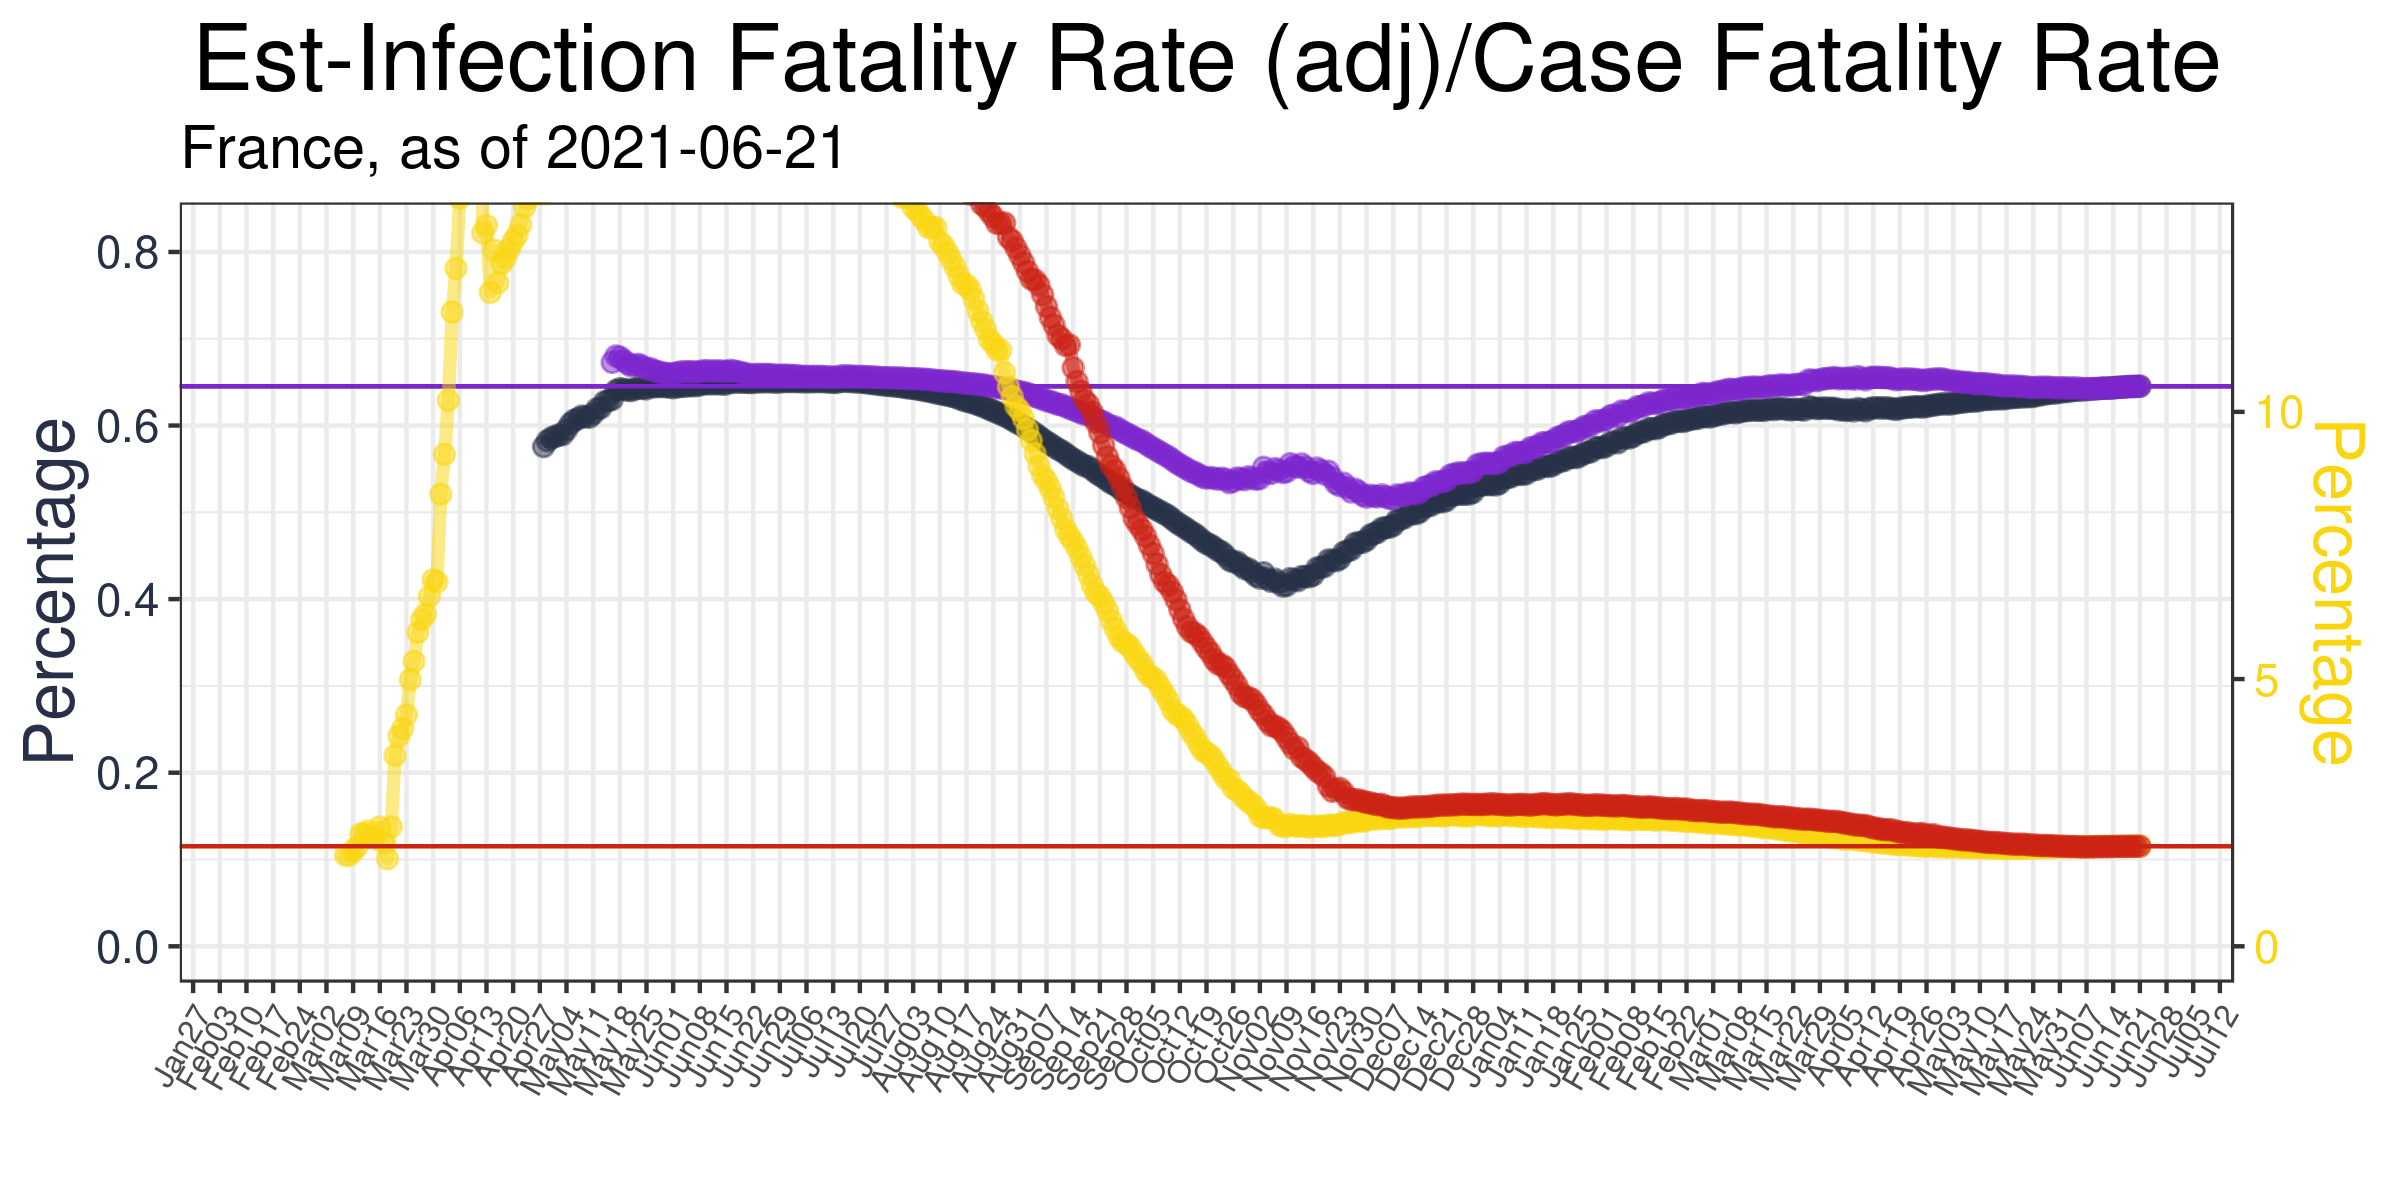 Est-Infection Fatality Rate (adj)/Case Fatality Rate
France, as of 2021-06-21
Percentage
0.8
0.6
0.4
0.2
0.0
10
5
0
Percentage
Jan27
Feb03
Feb10
Feb17
Feb24
Mar02
Mar09
Mar16
Mar23
Mar30
Apr06
Apr13
Apr20
Apr27
May04
May11
May18
May25
Jun01
Jun08
Jun15
Jun22
Jun29
Jul06
Jul13
Jul20
Jul27
Aug03
Aug10
Aug17
Aug24
Aug31
Sep07
Sep14
Sep21
Sep28
Oct05
Oct12
Oct19
Oct26
Nov02
Nov09
Nov16
Nov23
Nov30
Dec07
Dec14
Dec21
Dec28
Jan04
Jan11
Jan18
Jan25
Feb01
Feb08
Feb15
Feb22
Mar01
Mar08
Mar15
Mar22
Mar29
Apr05
Apr12
Apr19
Apr26
May03
May10
May17
May24
May31
Jun07
Jun14
Jun21
Jun28
Jul05
Jul12